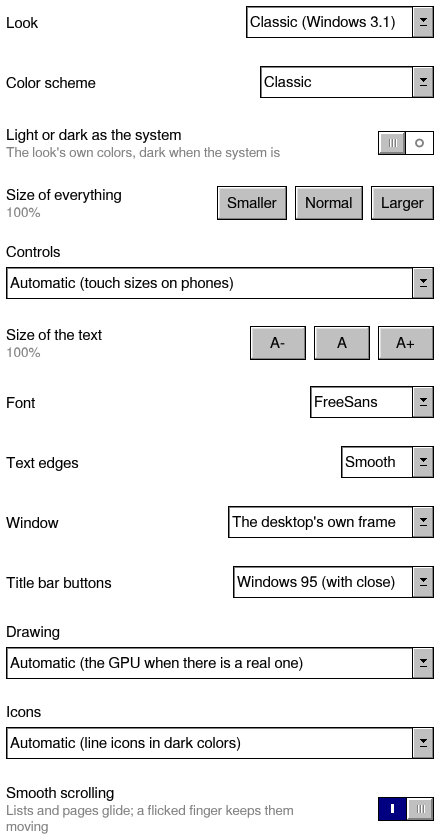 Look
Classic (Windows 3.1)
Color scheme
Classic
Light or dark as the system
The look's own colors, dark when the system is
Size of everything
100%
Smaller
Normal
Larger
Controls
Automatic (touch sizes on phones)
Size of the text
100%
A-
A
A+
Font
FreeSans
Text edges
Smooth
Window
The desktop's own frame
Title bar buttons
Windows 95 (with close)
Drawing
Automatic (the GPU when there is a real one)
Icons
Automatic (line icons in dark colors)
Smooth scrolling
Lists and pages glide; a flicked finger keeps them
moving